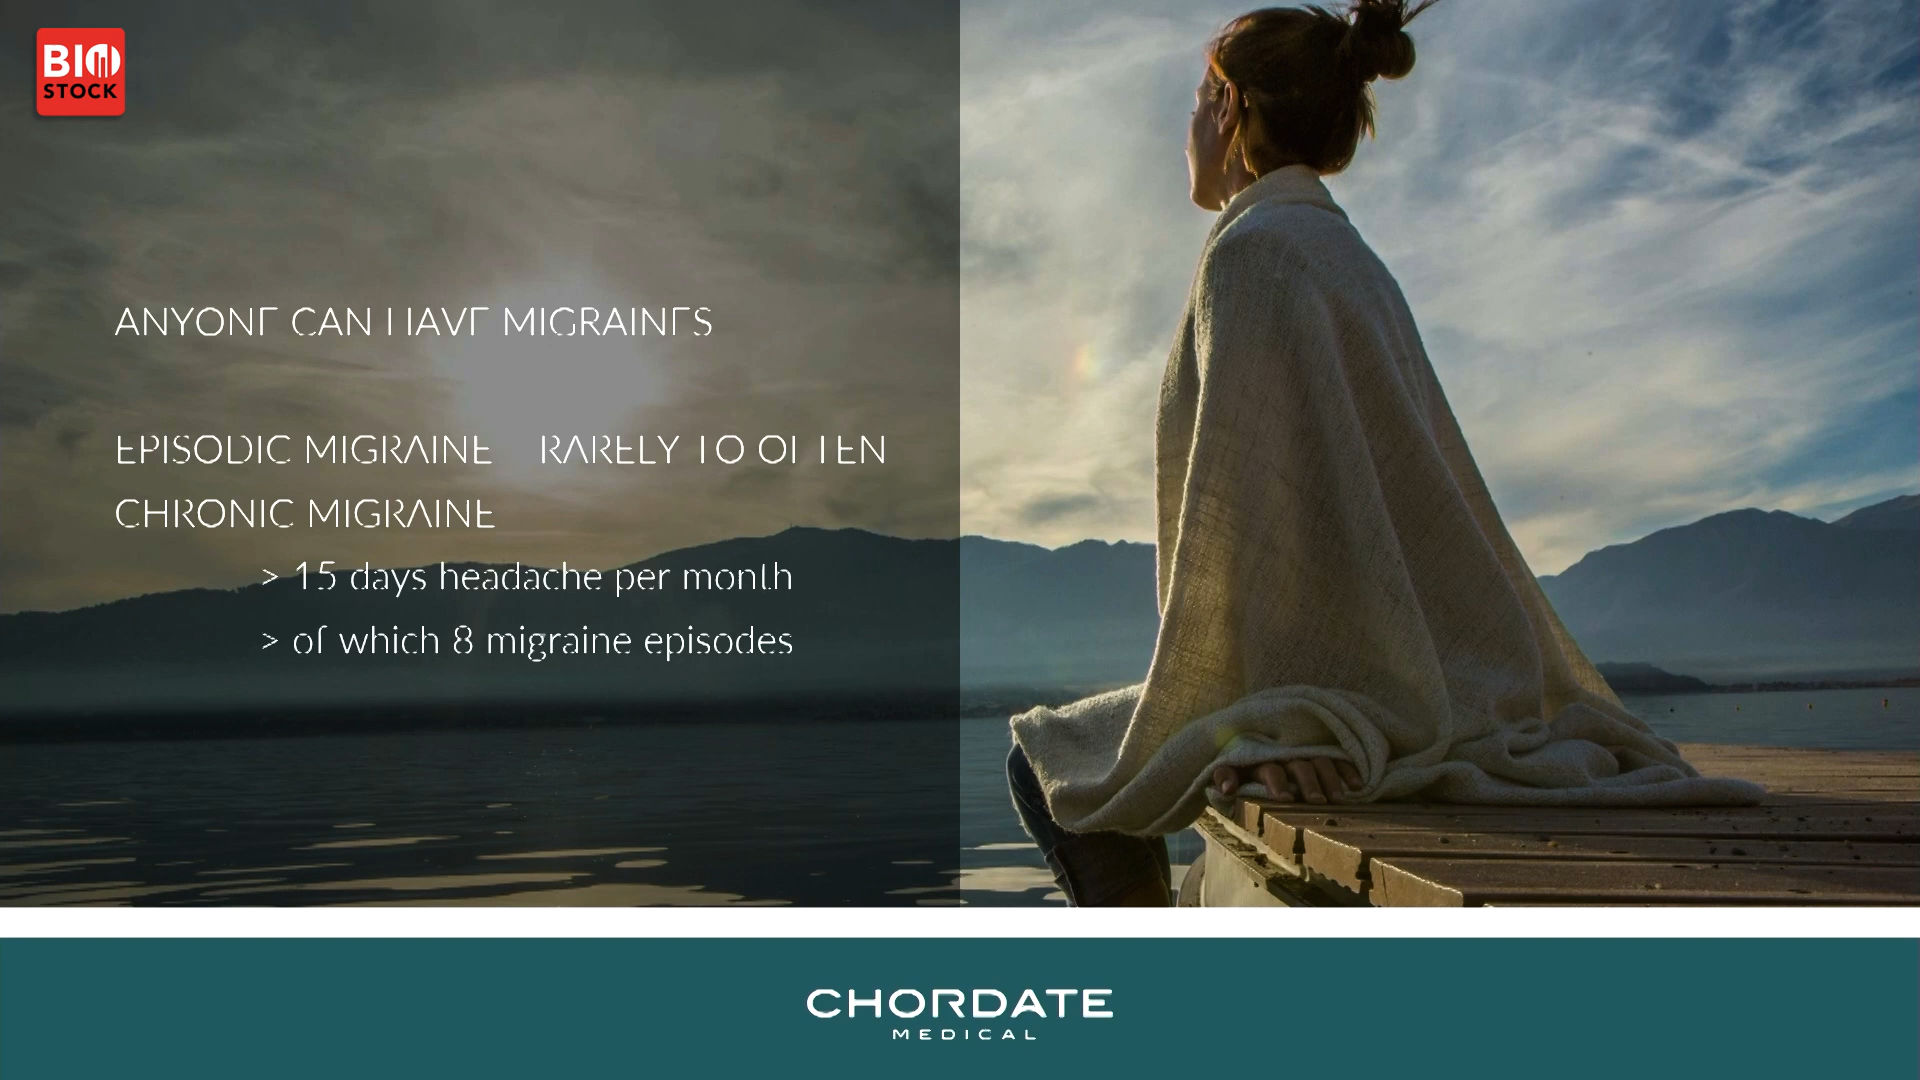 BIO
STOCK
ANYONE CAN HAVE MIGRAINES
EPISODIC MIGRAINE RARELY TO OFTEN
CHRONIC MIGRAINE
> 15 days headache per month
> of which 8 migraine episodes
CHORDATE
MEDICAL